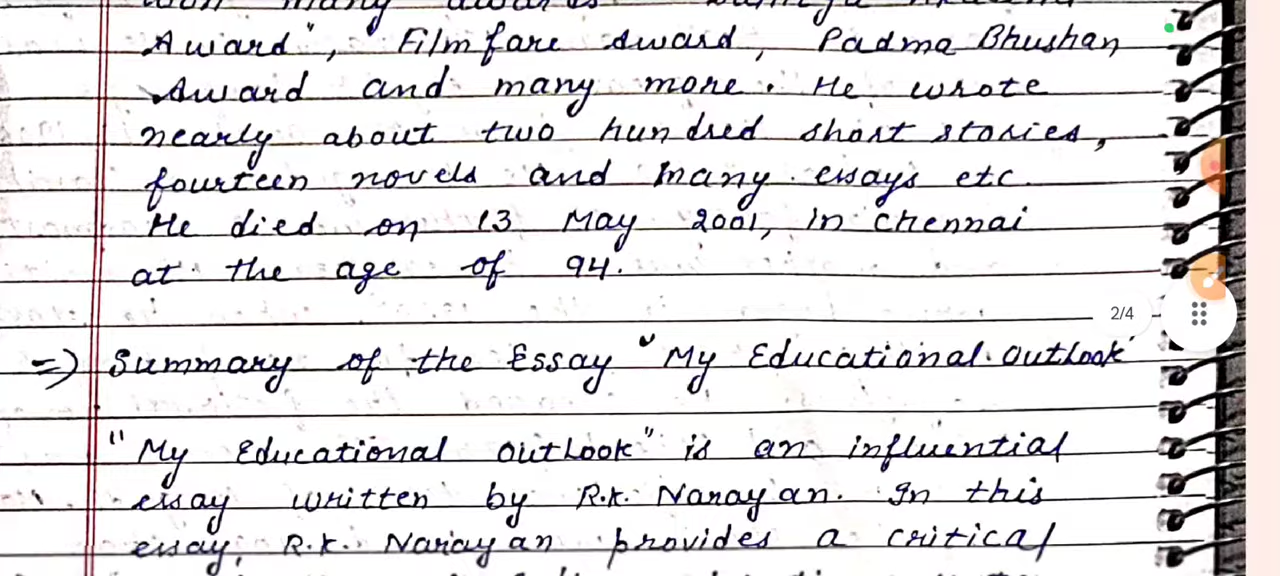 won many awards
Award", Filmfare Award, Padma Bhushan
Award and many more. He wrote
nearly about two hundred short stories,
fourteen novels and many essays etc.
He died on 13 May 2001, in Chennai
at the age of 94.
2/4
=> Summary of the Essay "My Educational Outlook"
"My Educational Outlook" is an influential
essay written by R.K. Narayan. In this
essay, R.K. Narayan provides a critical